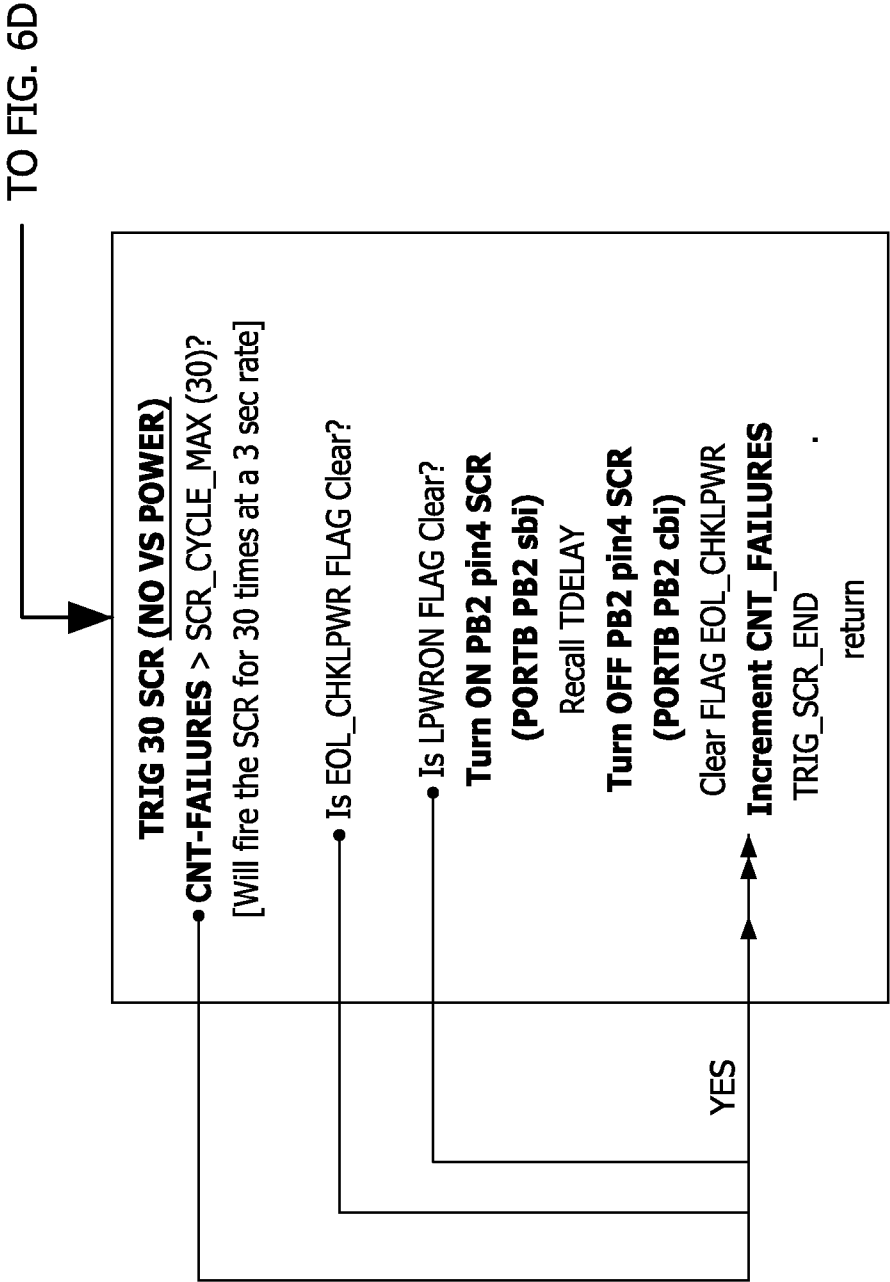 TO FIG. 6D
TRIG 30 SCR (NO VS POWER)
CNT-FAILURES > SCR_CYCLE_MAX (30)?
[Will fire the SCR for 30 times at a 3 sec rate]
Is EOL_CHKLPWR FLAG Clear?
Is LPWRON FLAG Clear?
Turn ON PB2 pin4 SCR
(PORTB PB2 sbi)
Recall TDELAY
Turn OFF PB2 pin4 SCR
(PORTB PB2 cbi)
Clear FLAG EOL_CHKLPWR
Increment CNT_FAILURES
TRIG_SCR_END .
return
YES